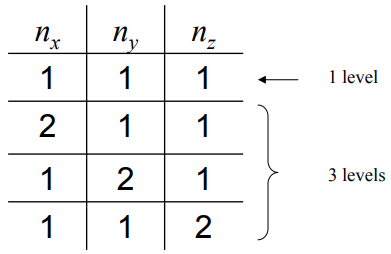 n_x n_y n_z
1 1 1 1 level
2 1 1
1 2 1 3 levels
1 1 2